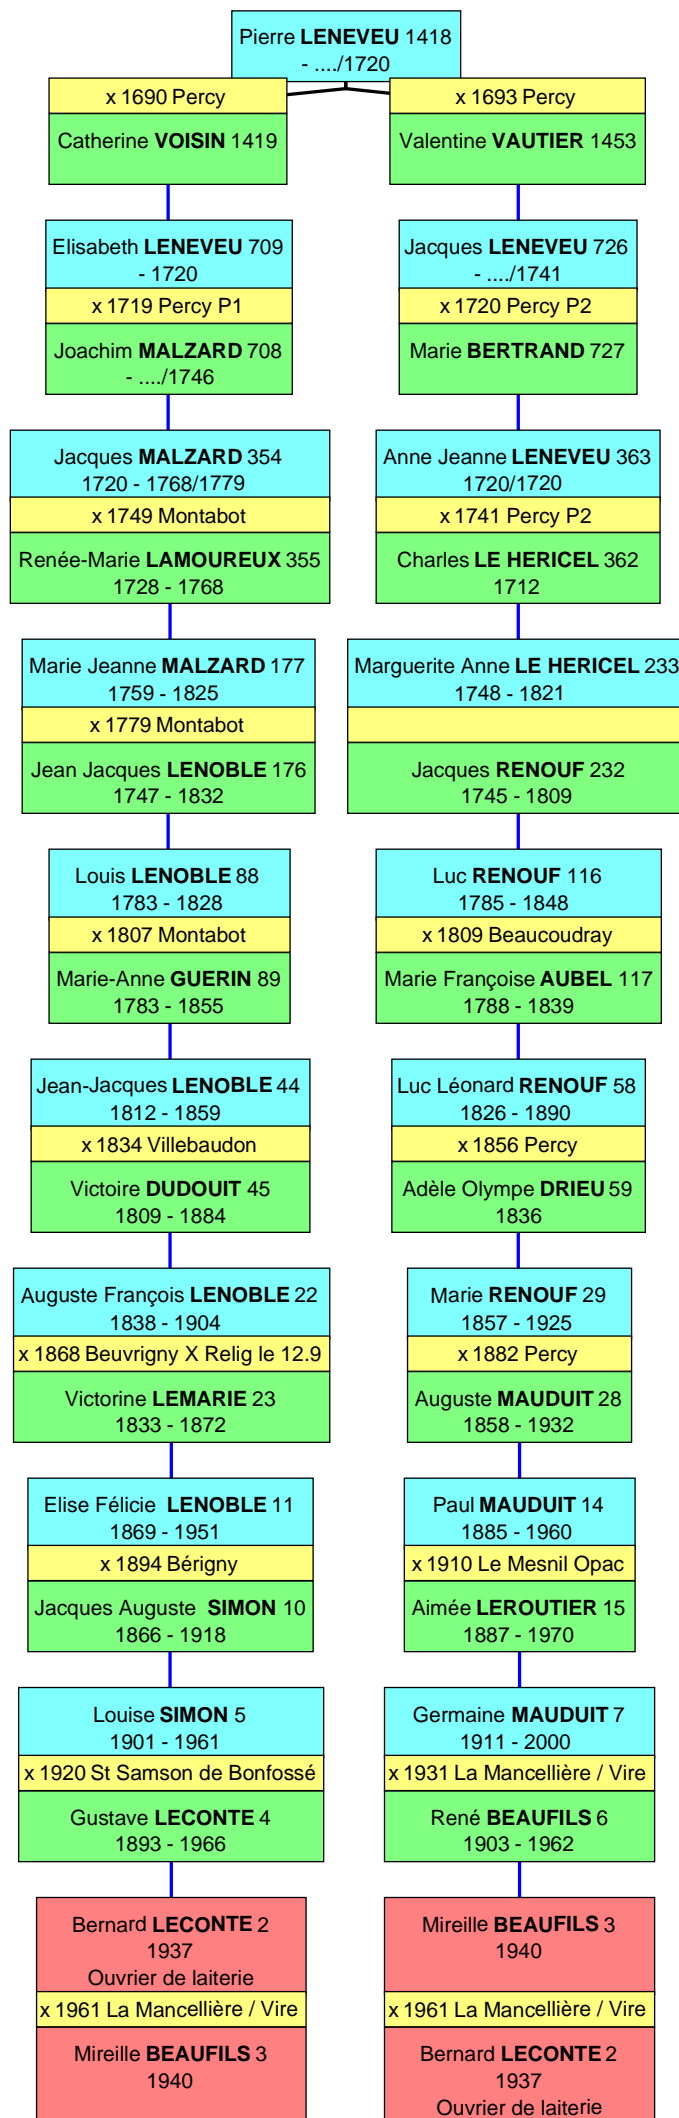 Pierre LENEVEU 1418
- ..../1720
x 1690 Percy
Catherine VOISIN 1419
x 1693 Percy
Valentine VAUTIER 1453
Elisabeth LENEVEU 709
- 1720
x 1719 Percy P1
Joachim MALZARD 708
- ..../1746
Jacques LENEVEU 726
- ..../1741
x 1720 Percy P2
Marie BERTRAND 727
Jacques MALZARD 354
1720 - 1768/1779
x 1749 Montabot
Renée-Marie LAMOUREUX 355
1728 - 1768
Anne Jeanne LENEVEU 363
1720/1720
x 1741 Percy P2
Charles LE HERICEL 362
1712
Marie Jeanne MALZARD 177
1759 - 1825
x 1779 Montabot
Jean Jacques LENOBLE 176
1747 - 1832
Marguerite Anne LE HERICEL 233
1748 - 1821
Jacques RENOUF 232
1745 - 1809
Louis LENOBLE 88
1783 - 1828
x 1807 Montabot
Marie-Anne GUERIN 89
1783 - 1855
Luc RENOUF 116
1785 - 1848
x 1809 Beaucoudray
Marie Françoise AUBEL 117
1788 - 1839
Jean-Jacques LENOBLE 44
1812 - 1859
x 1834 Villebaudon
Victoire DUDOUIT 45
1809 - 1884
Luc Léonard RENOUF 58
1826 - 1890
x 1856 Percy
Adèle Olympe DRIEU 59
1836
Auguste François LENOBLE 22
1838 - 1904
x 1868 Beuvrigny X Relig le 12.9
Victorine LEMARIE 23
1833 - 1872
Marie RENOUF 29
1857 - 1925
x 1882 Percy
Auguste MAUDUIT 28
1858 - 1932
Elise Félicie LENOBLE 11
1869 - 1951
x 1894 Bérigny
Jacques Auguste SIMON 10
1866 - 1918
Paul MAUDUIT 14
1885 - 1960
x 1910 Le Mesnil Opac
Aimée LEROUTIER 15
1887 - 1970
Louise SIMON 5
1901 - 1961
x 1920 St Samson de Bonfossé
Gustave LECONTE 4
1893 - 1966
Germaine MAUDUIT 7
1911 - 2000
x 1931 La Mancellière / Vire
René BEAUFILS 6
1903 - 1962
Bernard LECONTE 2
1937
Ouvrier de laiterie
x 1961 La Mancellière / Vire
Mireille BEAUFILS 3
1940
Mireille BEAUFILS 3
1940
x 1961 La Mancellière / Vire
Bernard LECONTE 2
1937
Ouvrier de laiterie